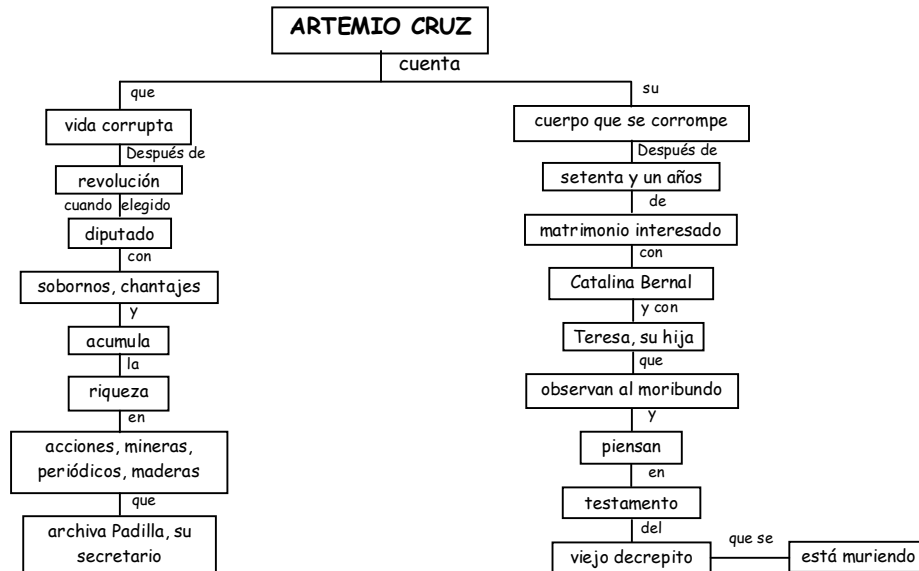 ARTEMIO CRUZ
cuenta
que
vida corrupta
Después de
revolución
cuando elegido
diputado
con
sobornos, chantajes
y
acumula
la
riqueza
en
acciones, mineras,
periódicos, maderas
que
archiva Padilla, su
secretario
su
cuerpo que se corrompe
Después de
setenta y un años
de
matrimonio interesado
con
Catalina Bernal
y con
Teresa, su hija
que
observan al moribundo
y
piensan
en
testamento
del
viejo decrepito
que se
está muriendo